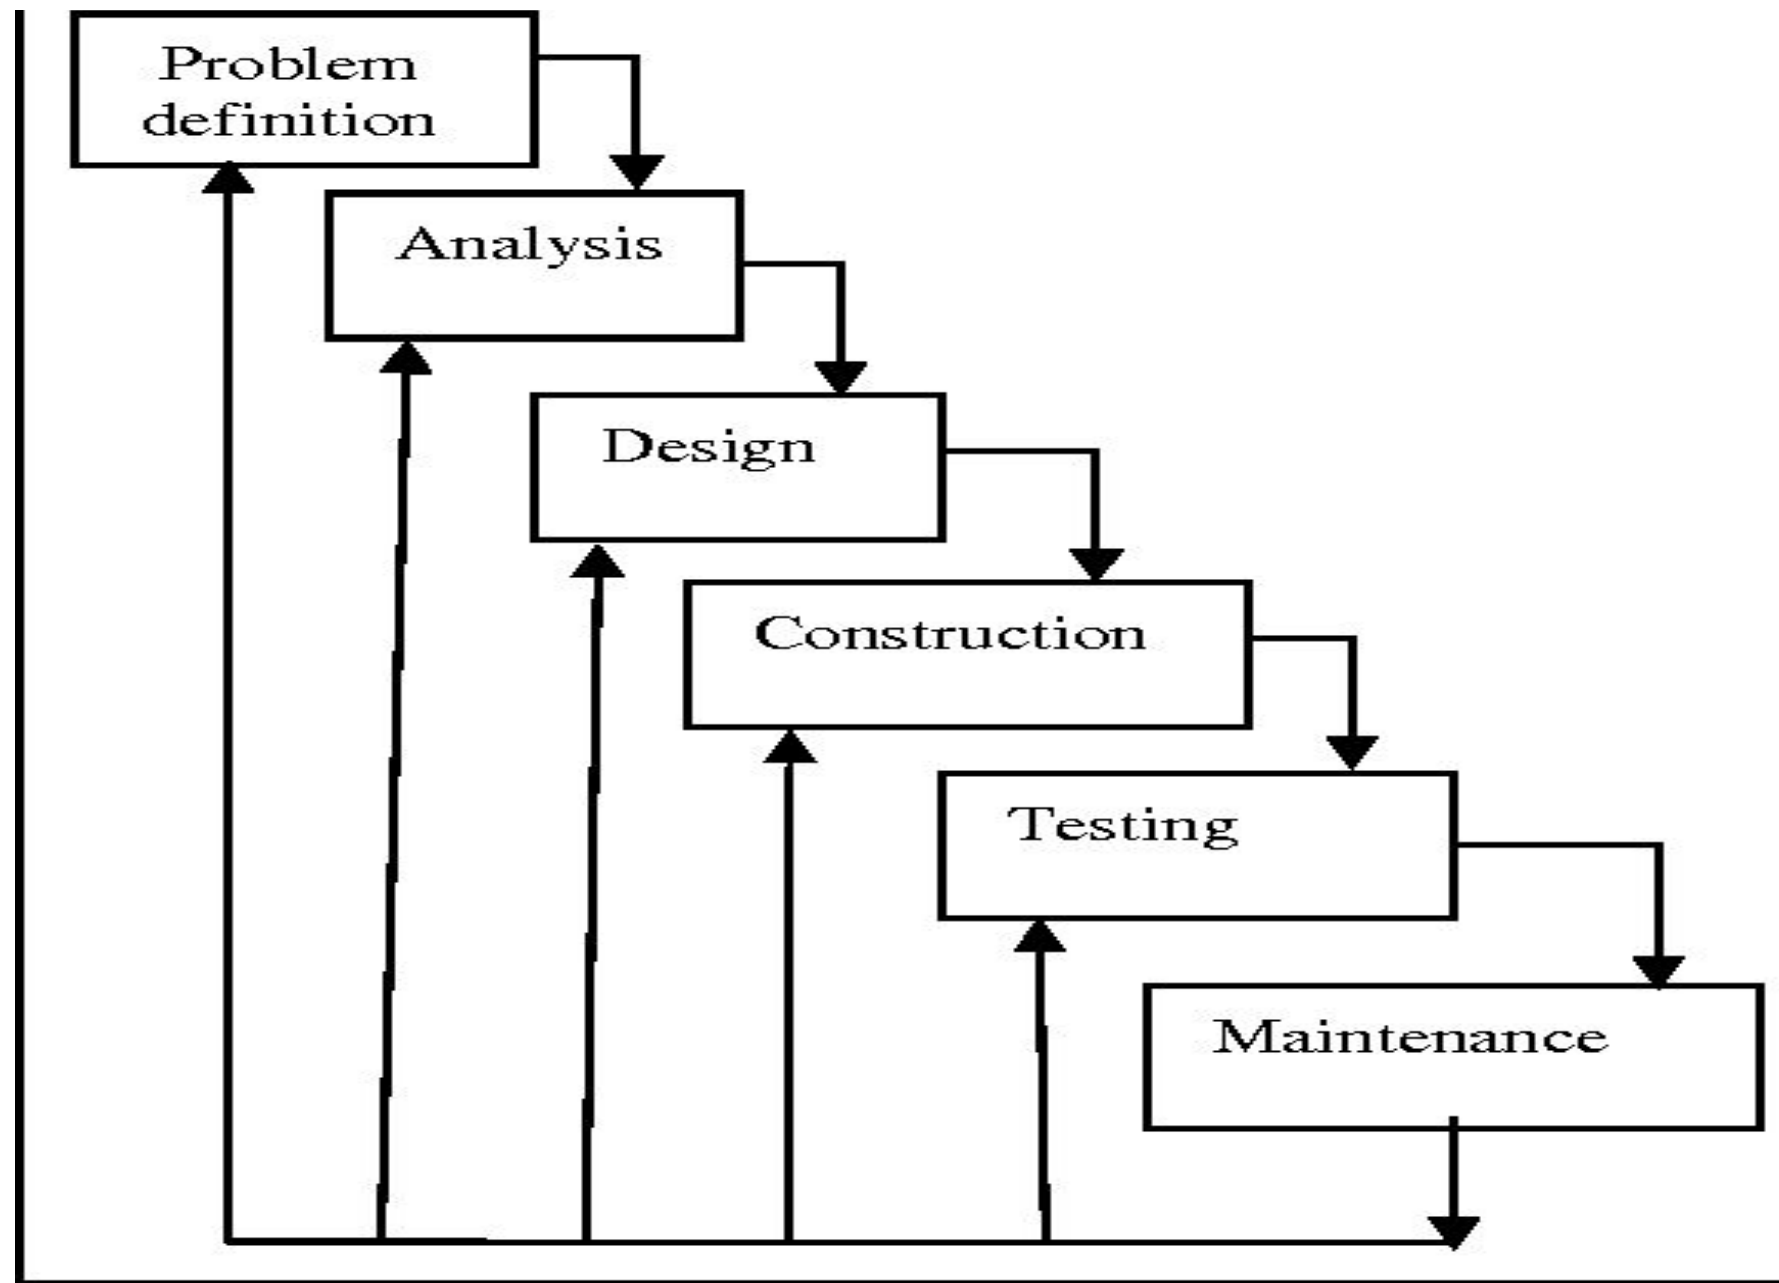 Problem
definition
Analysis
Design
Construction
Testing
Maintenance